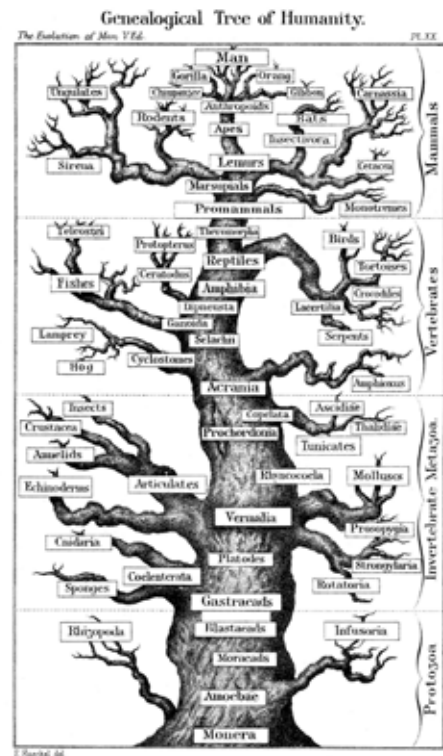 Genealogical Tree of Humanity.
The Evolution of Man V Ed.
PL.XX
Man
Gorilla
Orang
Gibbon
Anthropoids
Apes
Ungulates
Rodents
Bats
Insectivora
Carnassia
Sirena
Lemurs
Cetacea
Marsupials
Promammals
Monotremes
Mammals
Teleostei
Protopterus
Theromorpha
Birds
Ceratodus
Reptiles
Tortoises
Fishes
Amphibia
Crocodiles
Dipneusta
Lacertilia
Ganoids
Serpents
Lamprey
Selachii
Hag
Cyclostomes
Acrania
Amphioxus
Vertebrates
Insects
Copelata
Ascidiae
Crustacea
Prochordonia
Thalidiae
Tunicates
Annelids
Articulates
Rhyncocoela
Molluscs
Echinoderms
Vermalia
Prosopygia
Cnidaria
Platodes
Strongylaria
Coelenterata
Rotatoria
Sponges
Gastraeads
Invertebrate Metazoa
Rhizopoda
Blastaeads
Infusoria
Moraeads
Amoebae
Monera
Protozoa